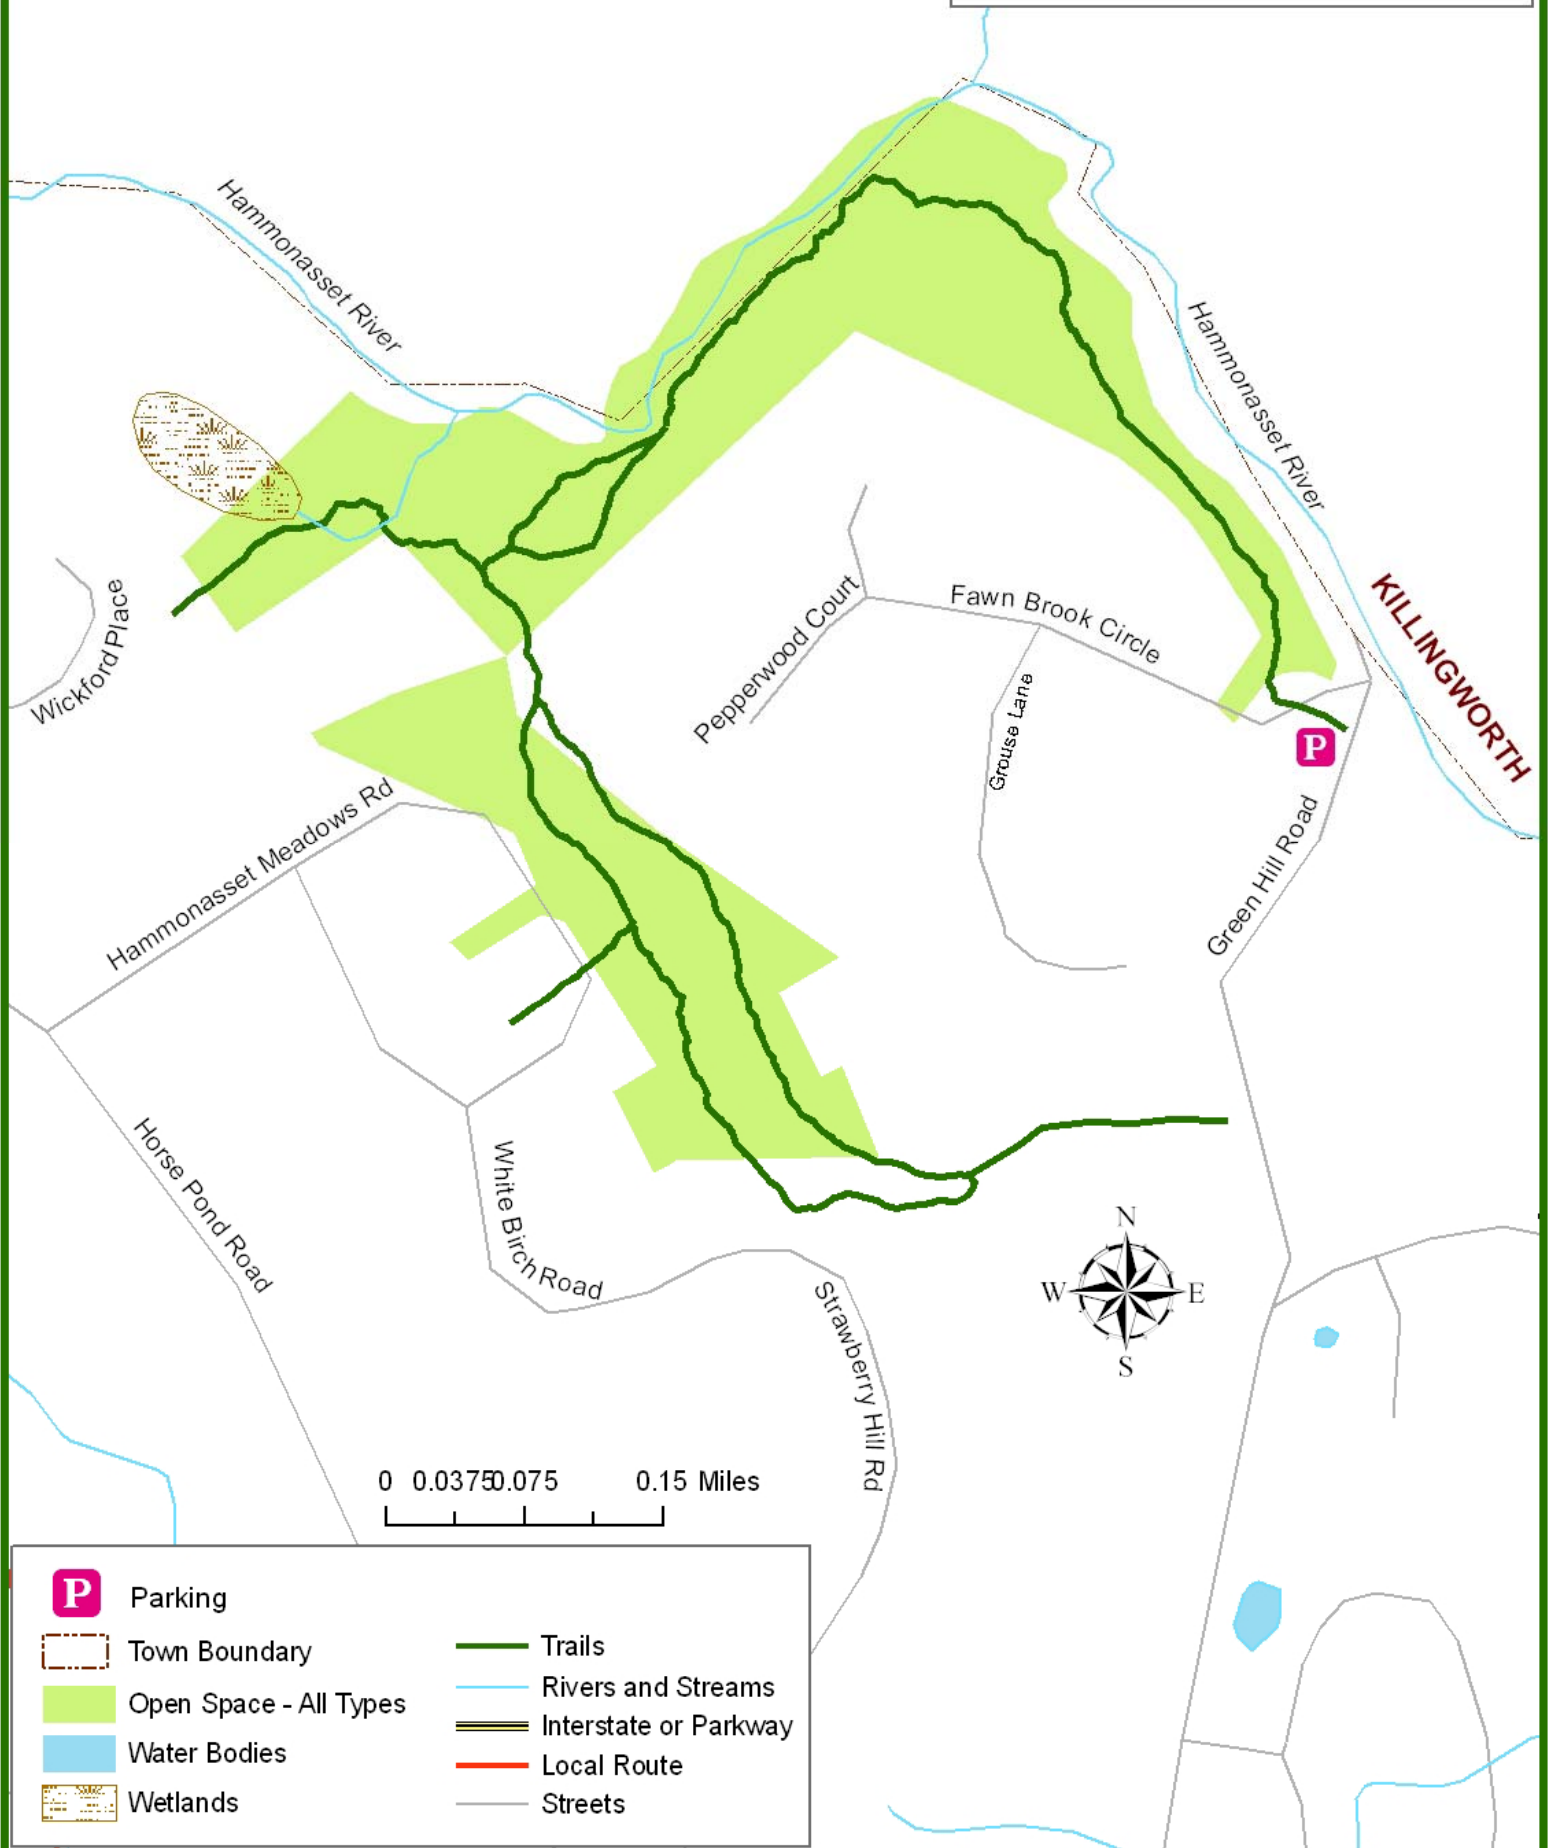 Hammonasset River
Hammonasset River
KILLINGWORTH
Wickford Place
Pepperwood Court
Fawn Brook Circle
Grouse Lane
P
Green Hill Road
Hammonasset Meadows Rd
Horse Pond Road
White Birch Road
Strawberry Hill Rd
N
W E
S
0 0.0375 0.075 0.15 Miles
P Parking
Town Boundary
Open Space - All Types
Water Bodies
Wetlands
Trails
Rivers and Streams
Interstate or Parkway
Local Route
Streets